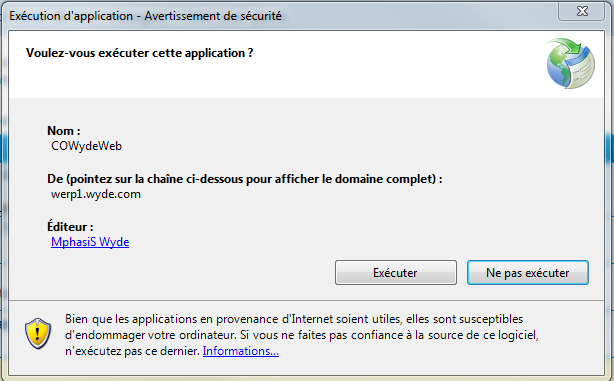 Exécution d'application - Avertissement de sécurité
Voulez-vous exécuter cette application ?
Nom :
COWydeWeb
De (pointez sur la chaîne ci-dessous pour afficher le domaine complet) :
werp1.wyde.com
Éditeur :
MphasiS Wyde
Exécuter
Ne pas exécuter
Bien que les applications en provenance d'Internet soient utiles, elles sont susceptibles
d'endommager votre ordinateur. Si vous ne faites pas confiance à la source de ce logiciel,
n'exécutez pas ce dernier. Informations...